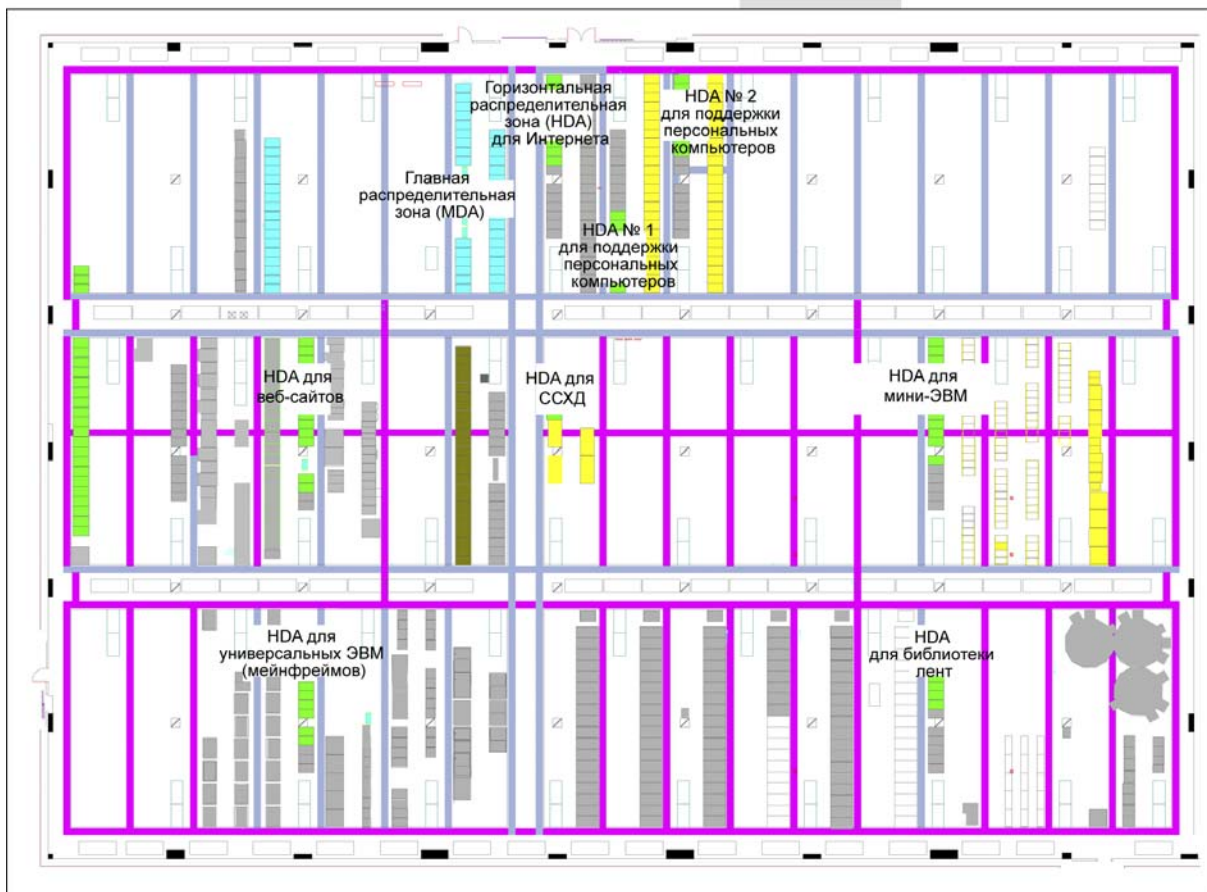 Горизонтальная
распределительная
зона (HDA)
для Интернета
HDA № 2
для поддержки
персональных
компьютеров
Главная
распределительная
зона (MDA)
HDA № 1
для поддержки
персональных
компьютеров
HDA для
веб-сайтов
HDA для
ССХД
HDA для
мини-ЭВМ
HDA для
универсальных ЭВМ
(мейнфреймов)
HDA
для библиотеки
лент